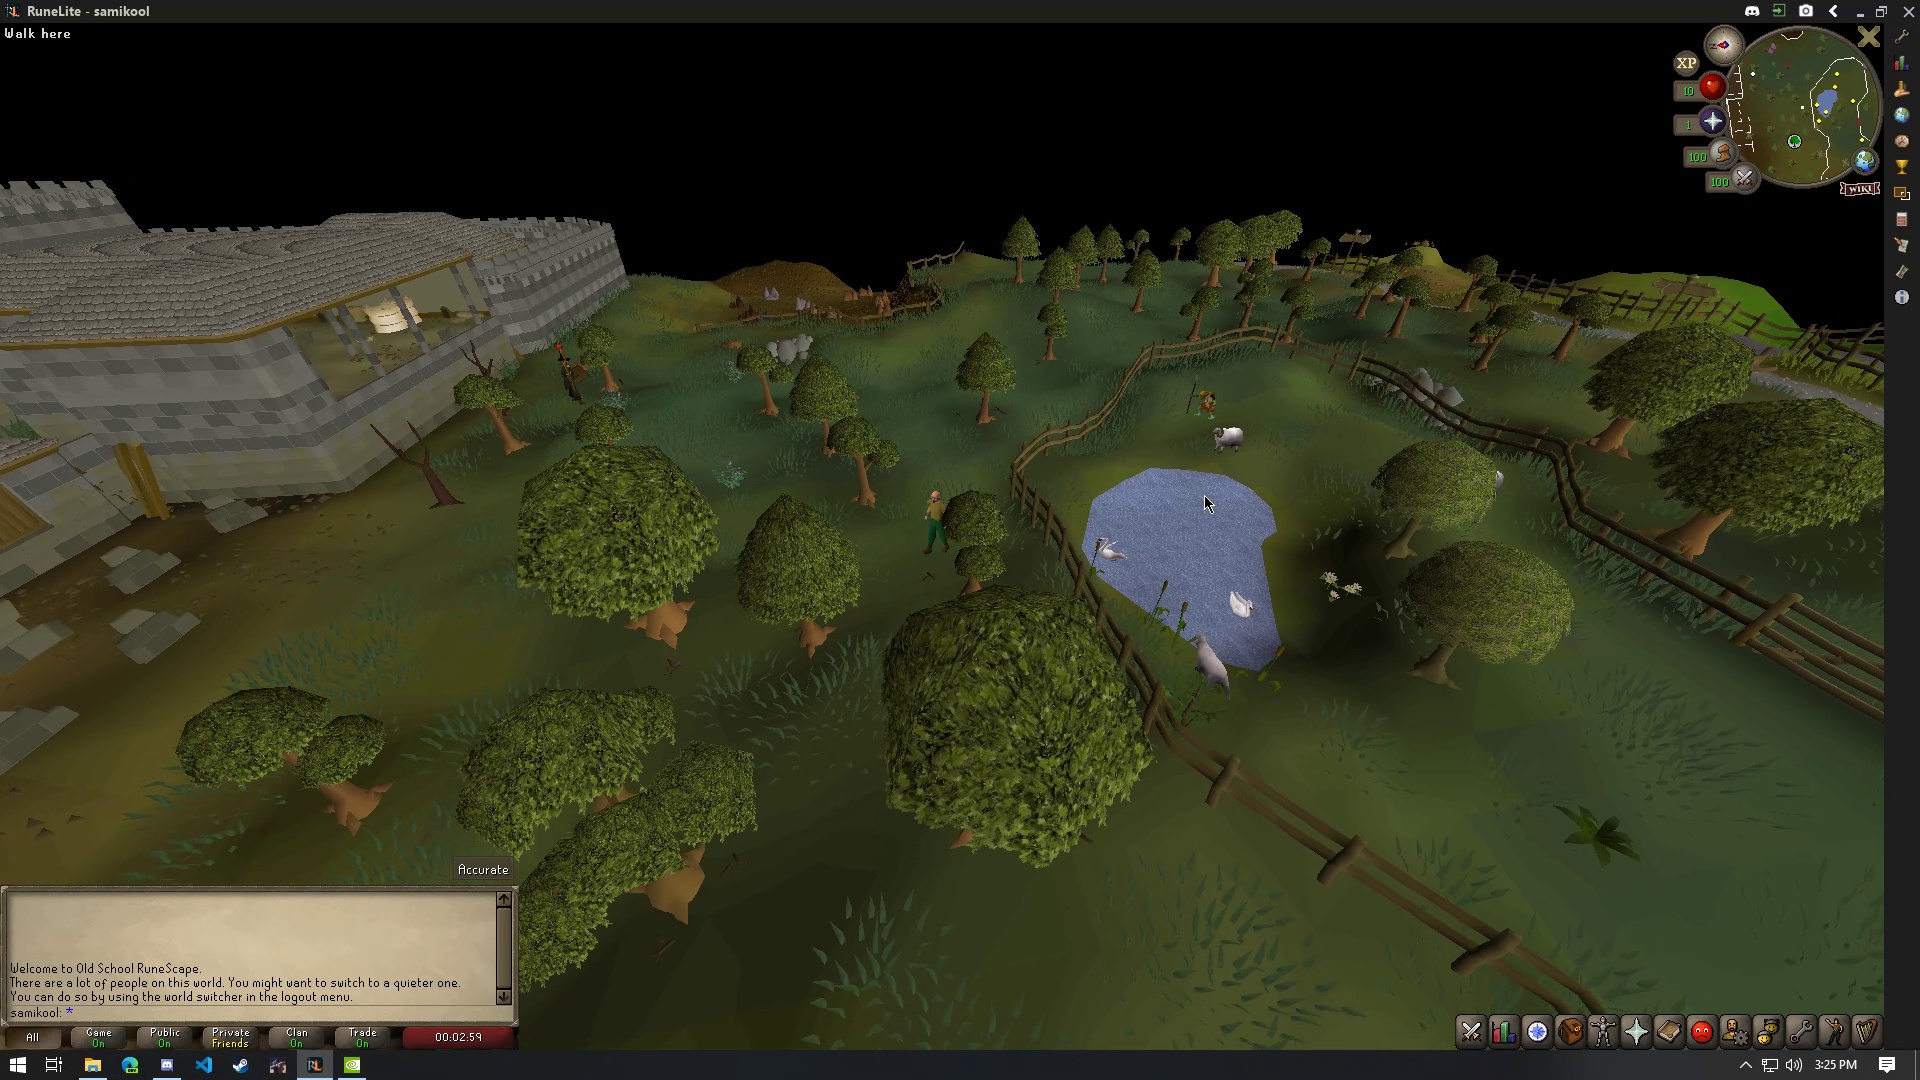 RuneLite - samikool
Walk here
XP
10
1
100
100
WIKI
Accurate
Welcome to Old School RuneScape.
There are a lot of people on this world. You might want to switch to a quieter one.
You can do so by using the world switcher in the logout menu.
samikool: *
All
Game
On
Public
On
Private
Friends
Clan
On
Trade
On
00:02:59
3:25 PM